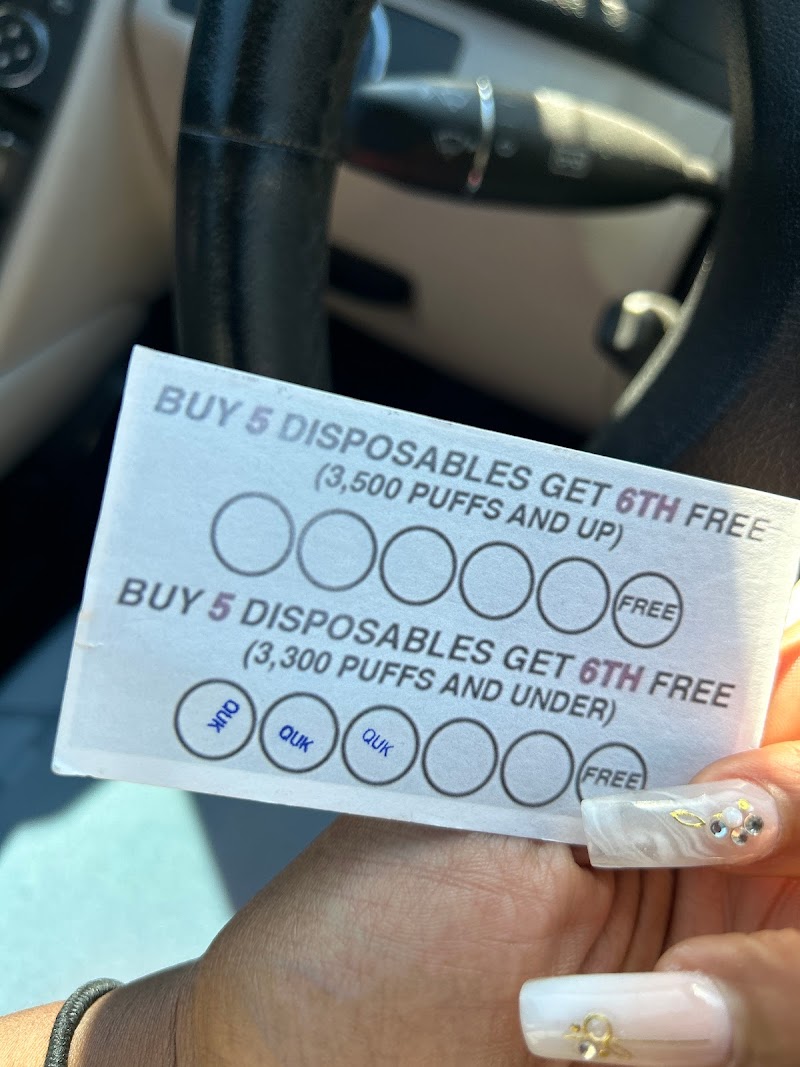 BUY 5 DISPOSABLES GET 6TH FREE
(3,500 PUFFS AND UP)
FREE
BUY 5 DISPOSABLES GET 6TH FREE
(3,300 PUFFS AND UNDER)
QUK QUK QUK FREE